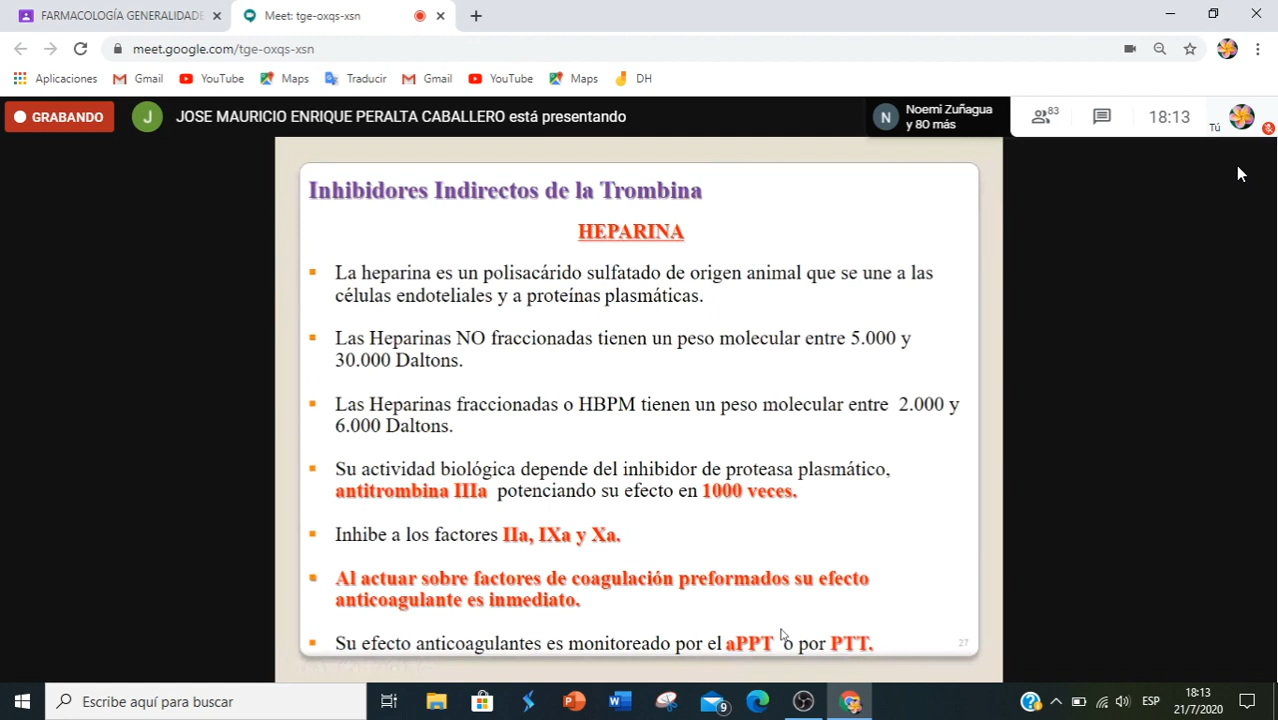 FARMACOLOGÍA GENERALIDADE
Meet: tge-oxqs-xsn
meet.google.com/tge-oxqs-xsn
Aplicaciones Gmail YouTube Maps Traducir Gmail YouTube Maps DH
GRABANDO
J
JOSE MAURICIO ENRIQUE PERALTA CABALLERO está presentando
N
Noemi Zuñagua
y 80 más
83
18:13
Tú
Inhibidores Indirectos de la Trombina
HEPARINA
La heparina es un polisacárido sulfatado de origen animal que se une a las
células endoteliales y a proteínas plasmáticas.
Las Heparinas NO fraccionadas tienen un peso molecular entre 5.000 y
30.000 Daltons.
Las Heparinas fraccionadas o HBPM tienen un peso molecular entre 2.000 y
6.000 Daltons.
Su actividad biológica depende del inhibidor de proteasa plasmático,
antitrombina IIIa potenciando su efecto en 1000 veces.
Inhibe a los factores IIa, IXa y Xa.
Al actuar sobre factores de coagulación preformados su efecto
anticoagulante es inmediato.
Su efecto anticoagulantes es monitoreado por el aPPT o por PTT.
27
Escribe aquí para buscar
9
ESP
18:13
21/7/2020